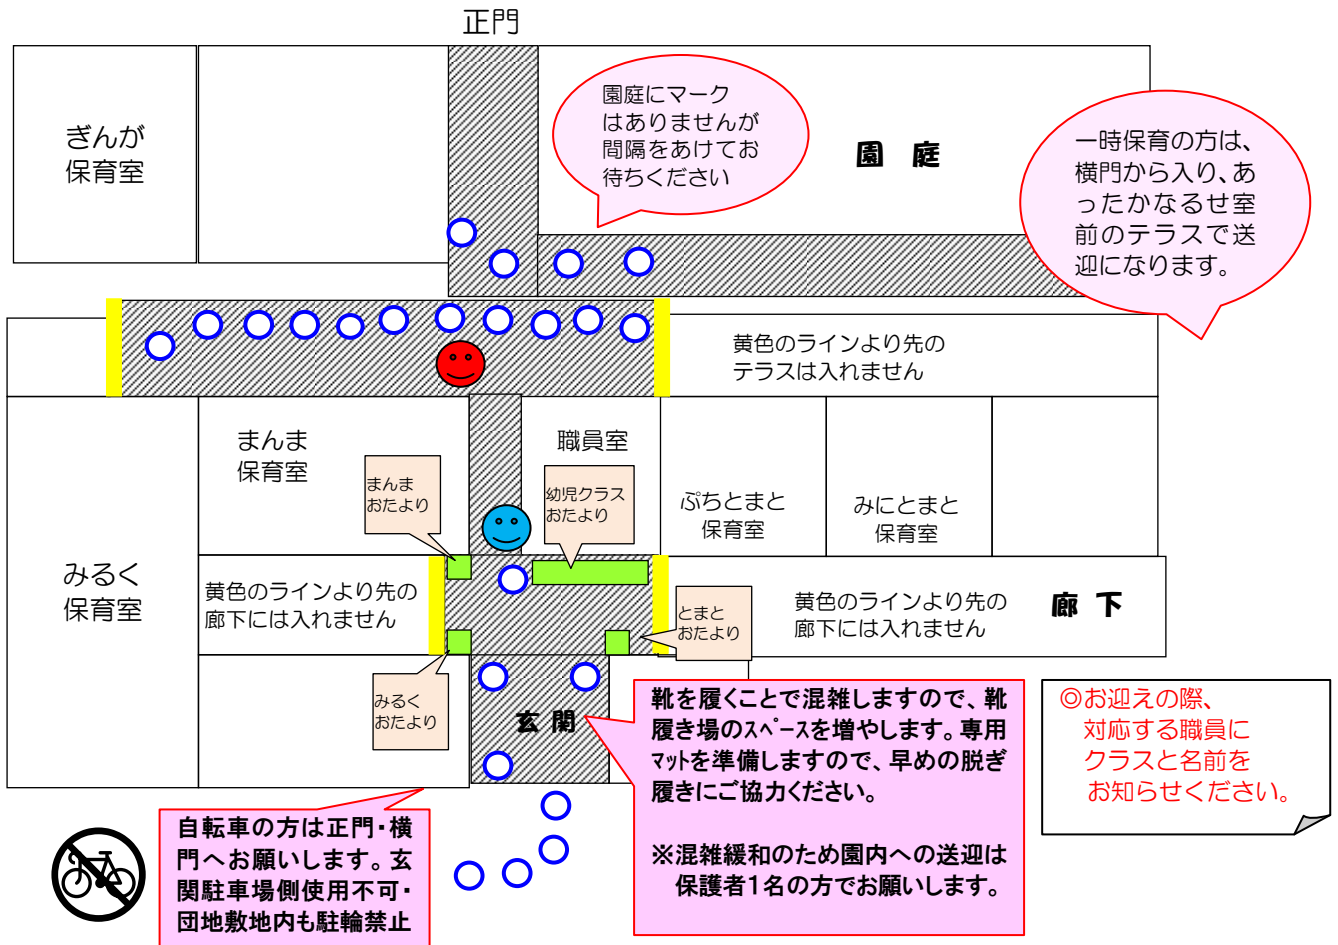 正門
ぎんが
保育室
園庭にマーク
はありませんが
間隔をあけてお
待ちください
園 庭
一時保育の方は、
横門から入り、あ
ったかなるせ室
前のテラスで送
迎になります。
黄色のラインより先の
テラスは入れません
まんま
保育室
職員室
まんま
おたより
幼児クラス
おたより
ぷちとまと
保育室
みにとまと
保育室
みるく
保育室
黄色のラインより先の
廊下には入れません
とまと
おたより
黄色のラインより先の
廊下には入れません
廊 下
みるく
おたより
玄 関
靴を履くことで混雑しますので、靴
履き場のスペースを増やします。専用
マットを準備しますので、早めの脱ぎ
履きにご協力ください。
※混雑緩和のため園内への送迎は
保護者1名の方でお願いします。
◎お迎えの際、
対応する職員に
クラスと名前を
お知らせください。
自転車の方は正門・横
門へお願いします。玄
関駐車場側使用不可・
団地敷地内も駐輪禁止